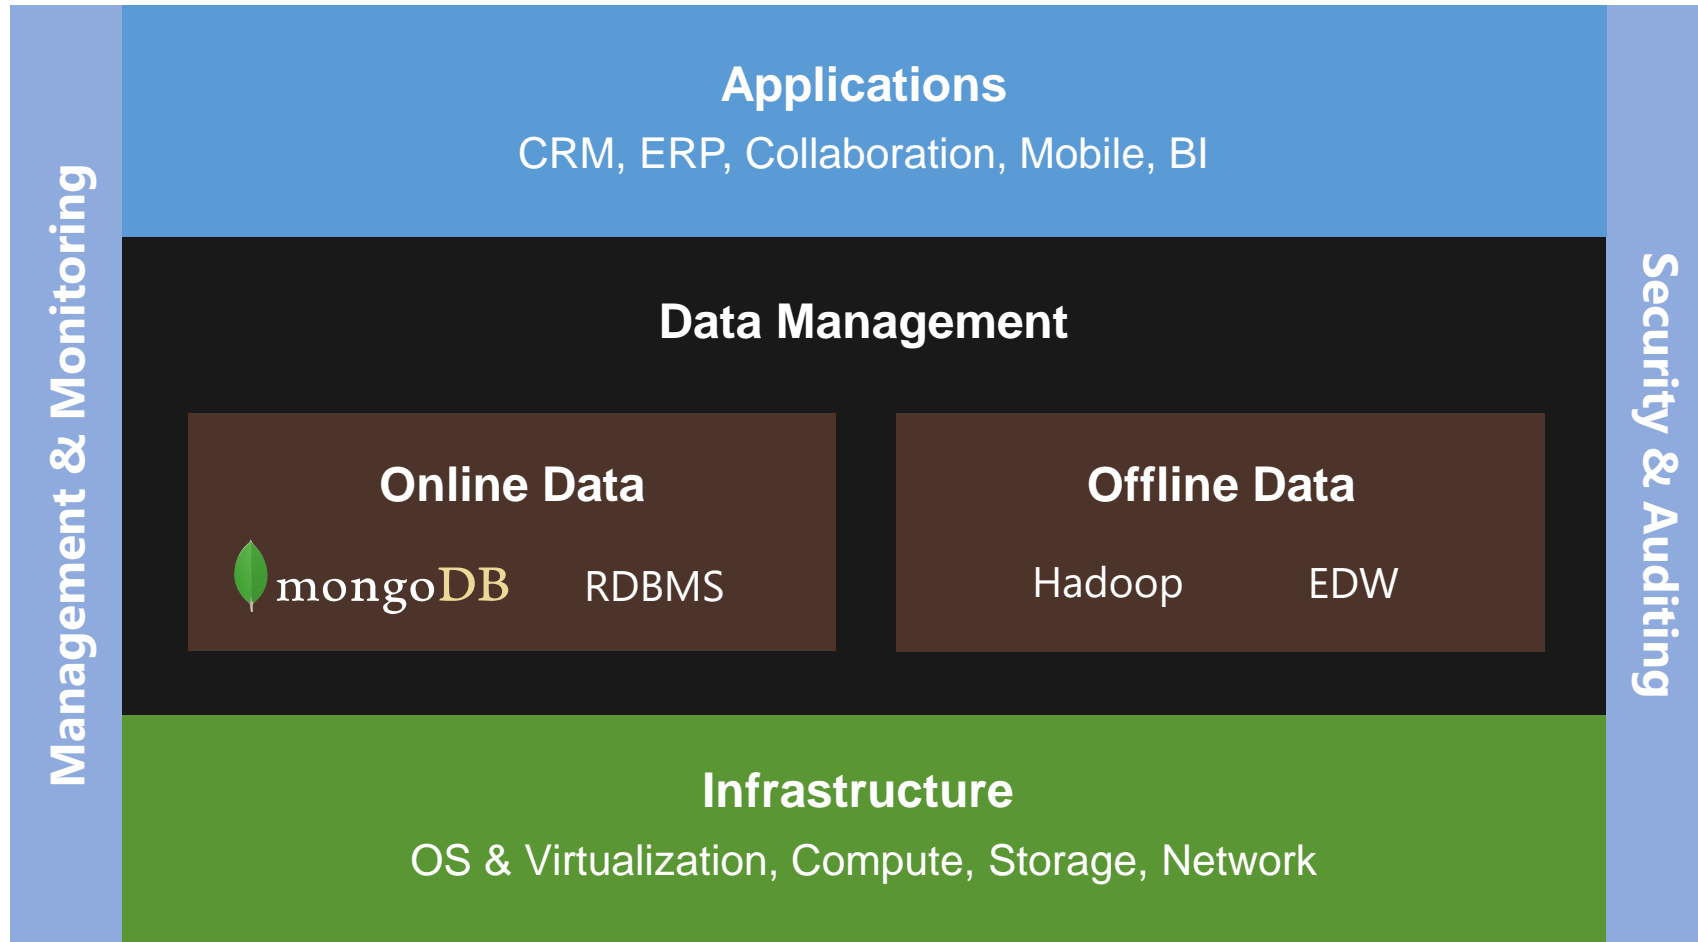 Management & Monitoring
Applications
CRM, ERP, Collaboration, Mobile, BI
Data Management
Online Data
mongoDB
RDBMS
Offline Data
Hadoop
EDW
Infrastructure
OS & Virtualization, Compute, Storage, Network
Security & Auditing